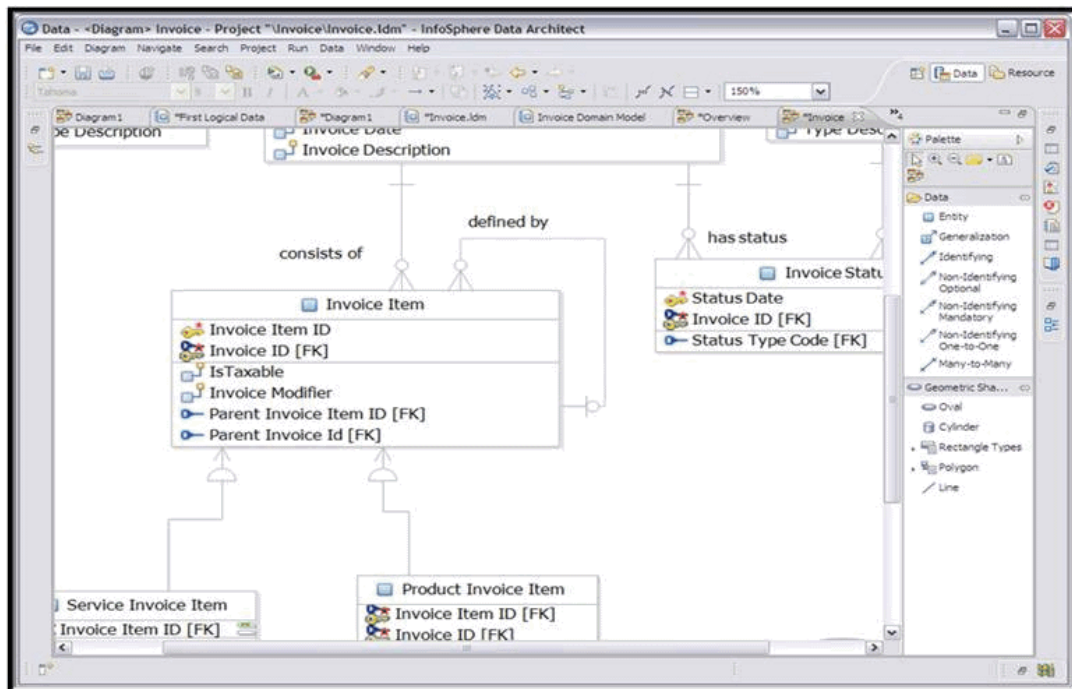 Data - <Diagram> Invoice - Project "\Invoice\Invoice.ldm" - InfoSphere Data Architect
File Edit Diagram Navigate Search Project Run Data Window Help
Data Resource
Tahoma 9 B I A 150%
Diagram1 *First Logical Data *Diagram1 *Invoice.ldm Invoice Domain Model *Overview *Invoice 4
pe Description
Invoice Date
Invoice Description
Type Desc
defined by
consists of
has status
Invoice Item
Invoice Item ID
Invoice ID [FK]
IsTaxable
Invoice Modifier
Parent Invoice Item ID [FK]
Parent Invoice Id [FK]
Invoice Statu
Status Date
Invoice ID [FK]
Status Type Code [FK]
Service Invoice Item
Invoice Item ID [FK]
Product Invoice Item
Invoice Item ID [FK]
Invoice ID [FK]
Palette
Data
Entity
Generalization
Identifying
Non-Identifying
Optional
Non-Identifying
Mandatory
Non-Identifying
One-to-One
Many-to-Many
Geometric Sha...
Oval
Cylinder
Rectangle Types
Polygon
Line